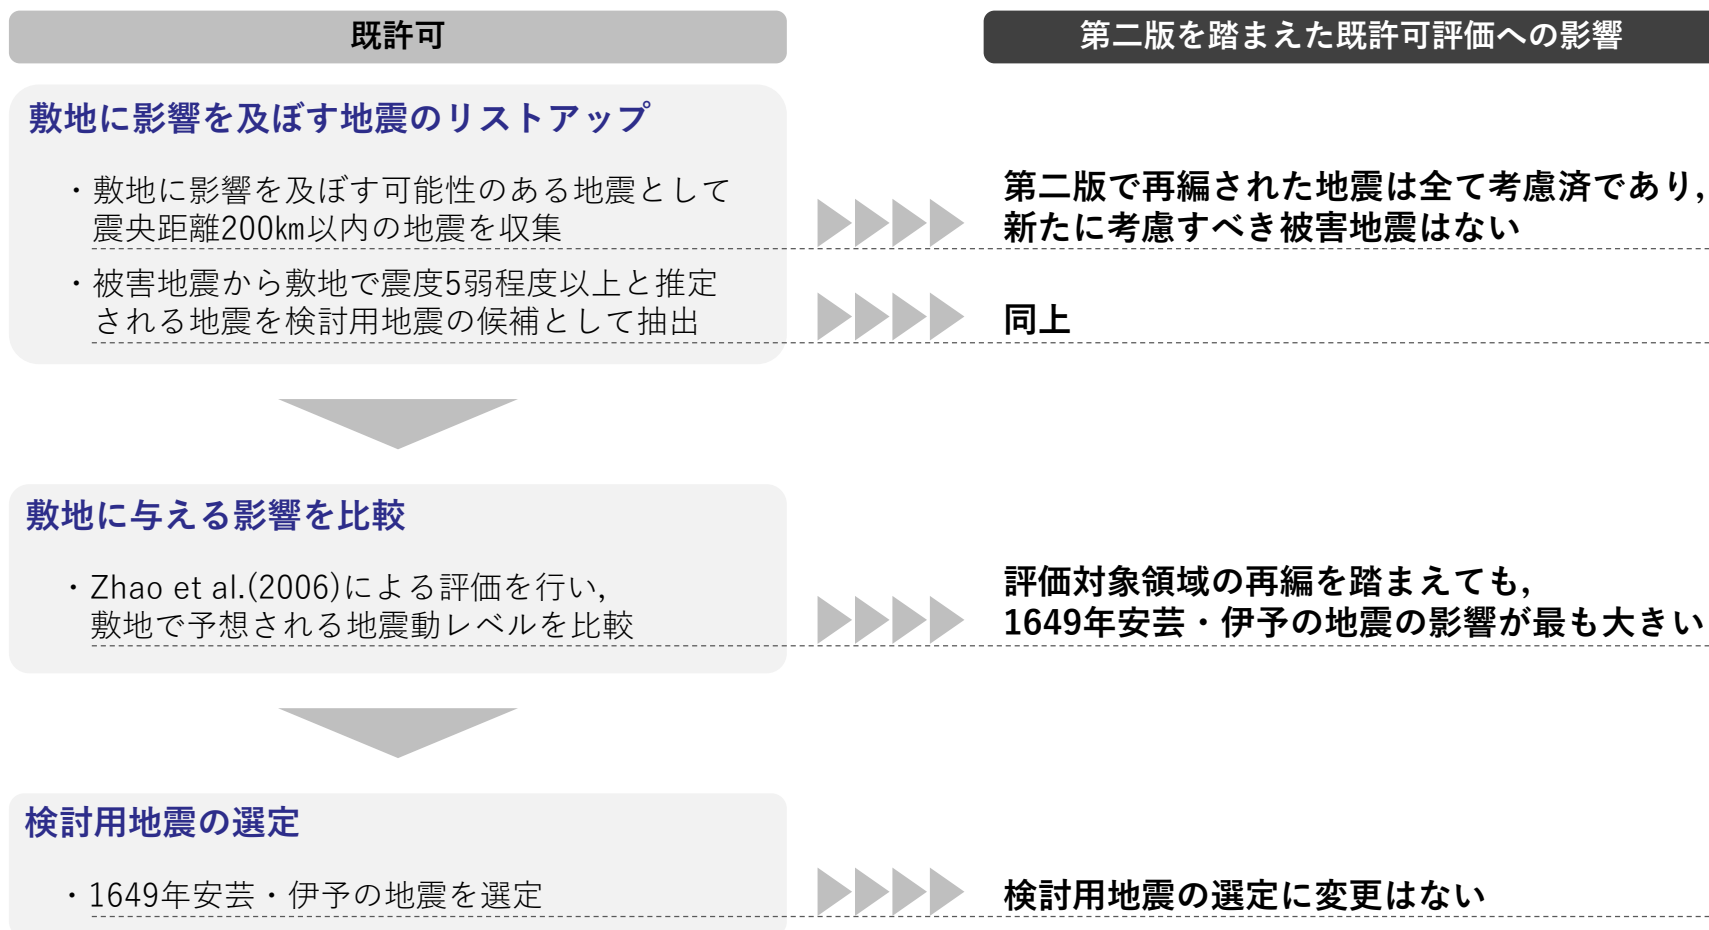 既許可
第二版を踏まえた既許可評価への影響
敷地に影響を及ぼす地震のリストアップ
・敷地に影響を及ぼす可能性のある地震として
震央距離200㎞以内の地震を収集
第二版で再編された地震は全て考慮済であり,
新たに考慮すべき被害地震はない
・被害地震から敷地で震度5弱程度以上と推定
される地震を検討用地震の候補として抽出
同上
敷地に与える影響を比較
・Zhao et al.(2006)による評価を行い,
敷地で予想される地震動レベルを比較
評価対象領域の再編を踏まえても,
1649年安芸・伊予の地震の影響が最も大きい
検討用地震の選定
・1649年安芸・伊予の地震を選定
検討用地震の選定に変更はない